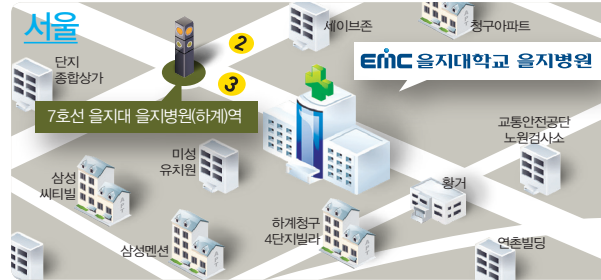 서울
2
세이브존
청구아파트
단지
종합상가
EMC 을지대학교 을지병원
3
7호선 을지대 을지병원(하계)역
교통안전공단
노원검사소
미성
유치원
삼성
씨티빌
황거
하계청구
4단지빌라
삼성멘션
연촌빌딩